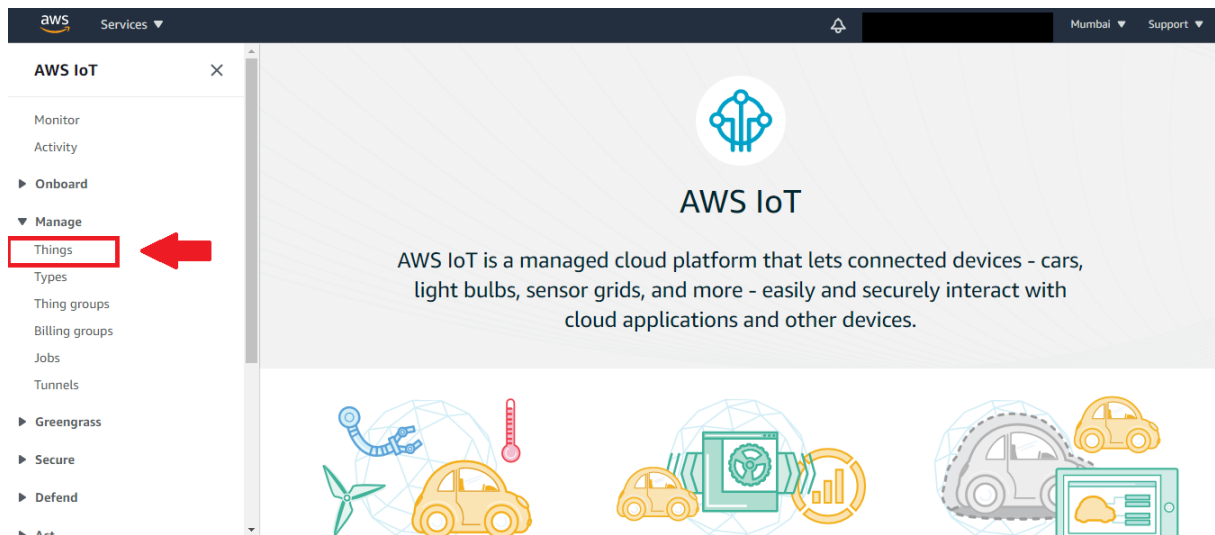 aws
Services
Mumbai
Support
AWS IoT
Monitor
Activity
Onboard
Manage
Things
Types
Thing groups
Billing groups
Jobs
Tunnels
Greengrass
Secure
Defend
Act
AWS IoT
AWS IoT is a managed cloud platform that lets connected devices - cars,
light bulbs, sensor grids, and more - easily and securely interact with
cloud applications and other devices.